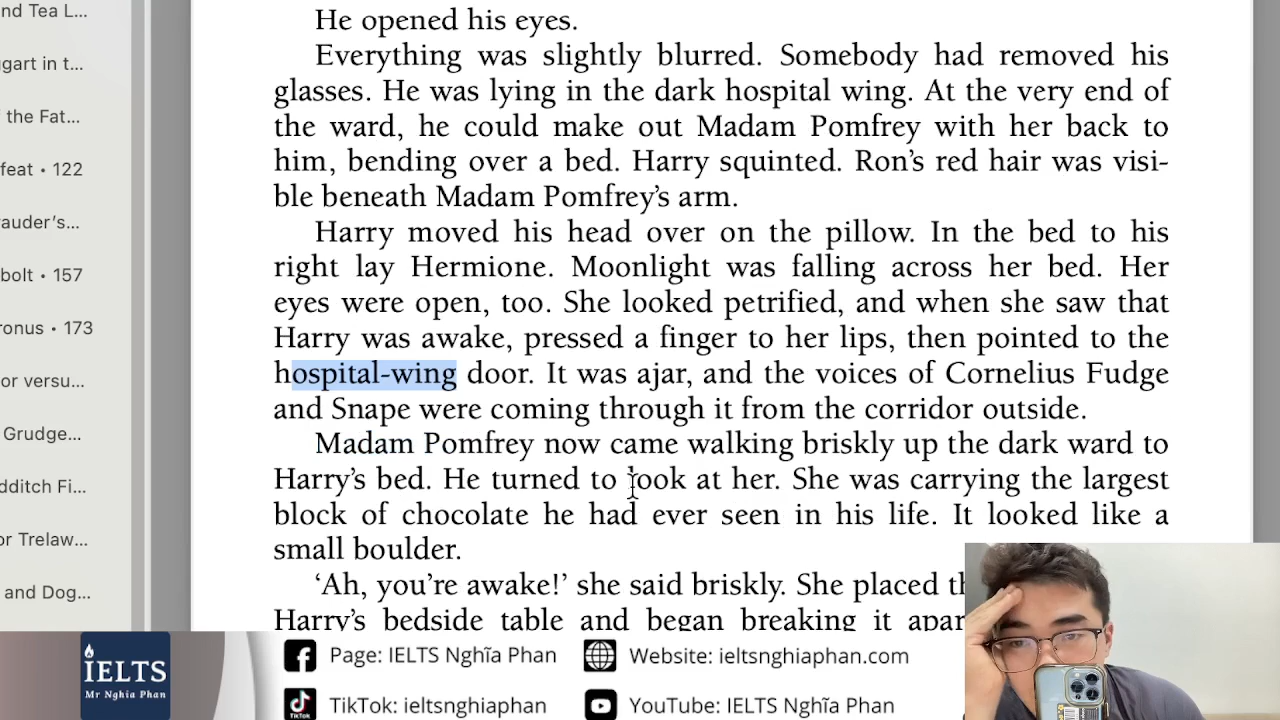 nd Tea L...
gart in t...
the Fat...
feat • 122
auder's...
bolt • 157
ronus • 173
or versu...
Grudge...
dditch Fi...
or Trelaw...
and Dog...
He opened his eyes.
Everything was slightly blurred. Somebody had removed his
glasses. He was lying in the dark hospital wing. At the very end of
the ward, he could make out Madam Pomfrey with her back to
him, bending over a bed. Harry squinted. Ron's red hair was visi-
ble beneath Madam Pomfrey's arm.
Harry moved his head over on the pillow. In the bed to his
right lay Hermione. Moonlight was falling across her bed. Her
eyes were open, too. She looked petrified, and when she saw that
Harry was awake, pressed a finger to her lips, then pointed to the
hospital-wing door. It was ajar, and the voices of Cornelius Fudge
and Snape were coming through it from the corridor outside.
Madam Pomfrey now came walking briskly up the dark ward to
Harry's bed. He turned to look at her. She was carrying the largest
block of chocolate he had ever seen in his life. It looked like a
small boulder.
'Ah, you're awake!' she said briskly. She placed th
Harry's bedside table and began breaking it apar
IELTS
Mr Nghia Phan
Page: IELTS Nghĩa Phan
Website: ieltsnghiaphan.com
TikTok
TikTok: ieltsnghiaphan
YouTube: IELTS Nghĩa Phan